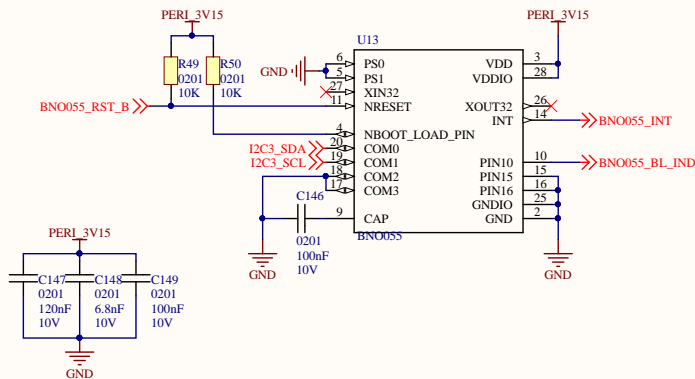 PERI_3V15
PERI_3V15
U13
R49
0201
10K
R50
0201
10K
GND
6
5
27
11
4
20
19
18
17
9
PS0
PS1
XIN32
NRESET
NBOOT_LOAD_PIN
COM0
COM1
COM2
COM3
CAP
VDD
VDDIO
XOUT32
INT
PIN10
PIN15
PIN16
GNDIO
GND
3
28
26
14
10
15
16
25
2
BNO055_RST_B
I2C3_SDA
I2C3_SCL
BNO055_INT
BNO055_BL_IND
BNO055
C146
0201
100nF
10V
GND
GND
PERI_3V15
C147
0201
120nF
10V
C148
0201
6.8nF
10V
C149
0201
100nF
10V
GND